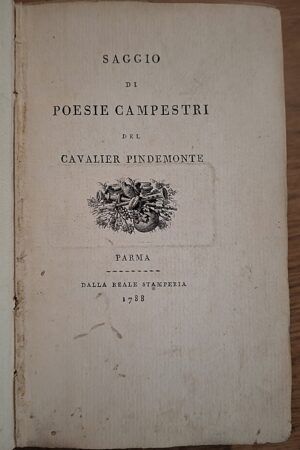 SAGGIO
DI
POESIE CAMPESTRI
DEL
CAVALIER PINDEMONTE
PARMA
DALLA REALE STAMPERIA
1788